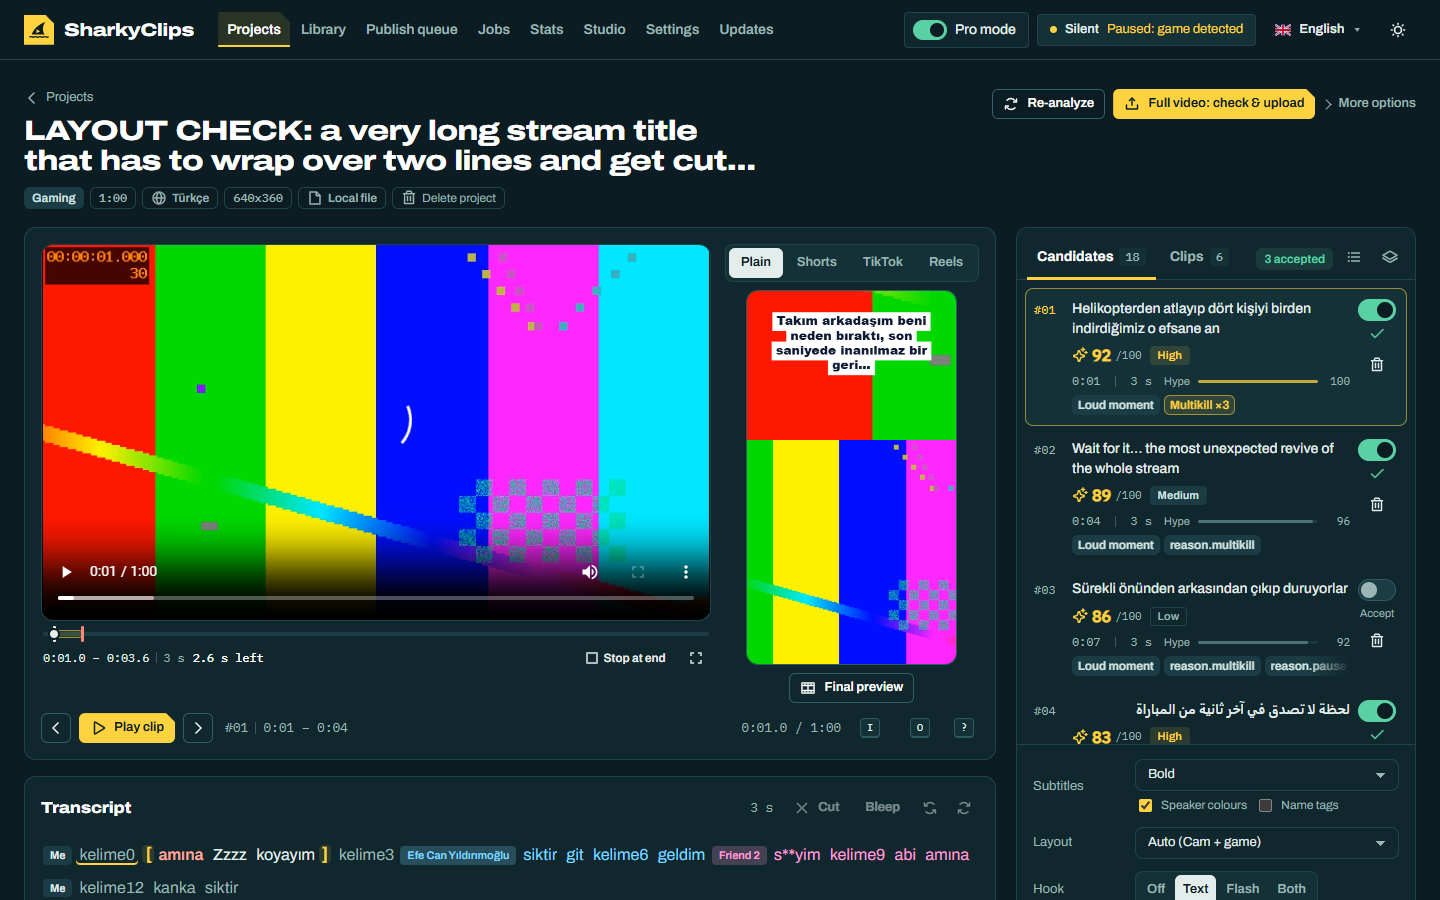 SharkyClips
Projects
Library
Publish queue
Jobs
Stats
Studio
Settings
Updates
Pro mode
Silent Paused: game detected
English
Projects
Re-analyze
Full video: check & upload
More options
LAYOUT CHECK: a very long stream title
that has to wrap over two lines and get cut...
Gaming
1:00
Türkçe
640x360
Local file
Delete project
00:00:01.000
30
0:01 / 1:00
0:01.0 – 0:03.6 3 s 2.6 s left
Stop at end
Plain
Shorts
TikTok
Reels
Takım arkadaşım beni
neden bıraktı, son
saniyede inanılmaz bir
geri...
Final preview
Play clip
#01 0:01 – 0:04
0:01.0 / 1:00
I
O
?
Transcript
3 s
Cut
Bleep
Me kelime0 [ amına Zzzz koyayım ] kelime3 Efe Can Yıldırımoğlu siktir git kelime6 geldim Friend 2 s**yim kelime9 abi amına
Me kelime12 kanka siktir
Candidates 18
Clips 6
3 accepted
#01 Helikopterden atlayıp dört kişiyi birden
indirdiğimiz o efsane an
92 /100 High
0:01 3 s Hype 100
Loud moment Multikill ×3
#02 Wait for it... the most unexpected revive of
the whole stream
89 /100 Medium
0:04 3 s Hype 96
Loud moment reason.multikill
#03 Sürekli önünden arkasından çıkıp duruyorlar
86 /100 Low
Accept
0:07 3 s Hype 92
Loud moment reason.multikill reason.pause
#04 لحظة لا تصدق في آخر ثانية من المباراة
83 /100 High
Subtitles Bold
Speaker colours Name tags
Layout Auto (Cam + game)
Hook Off Text Flash Both